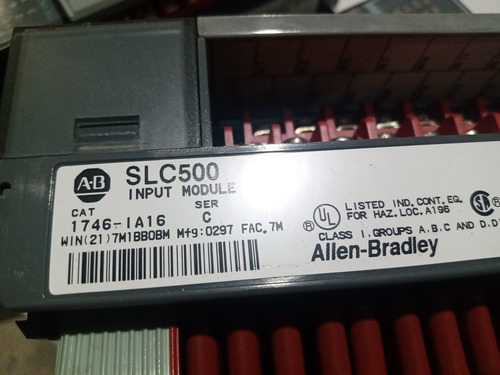 A-B SLC500
INPUT MODULE
CAT SER
1746-IA16 C
WIN(21)7M1BB0BM Mfg:0297 FAC.7M
UL LISTED IND. CONT. EQ.
FOR HAZ. LOC. A196
CLASS I, GROUPS A, B, C AND D, D
Allen-Bradley